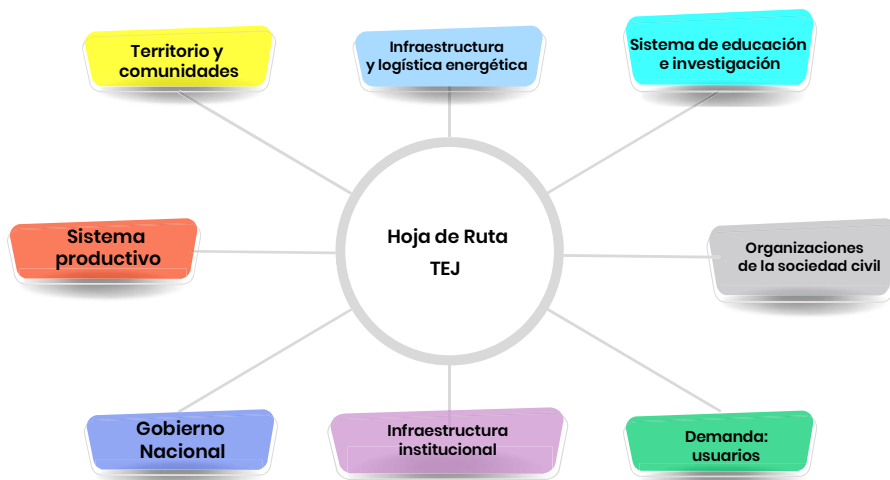 Territorio y
comunidades
Infraestructura
y logística energética
Sistema de educación
e investigación
Sistema
productivo
Hoja de Ruta
TEJ
Organizaciones
de la sociedad civil
Gobierno
Nacional
Infraestructura
institucional
Demanda:
usuarios